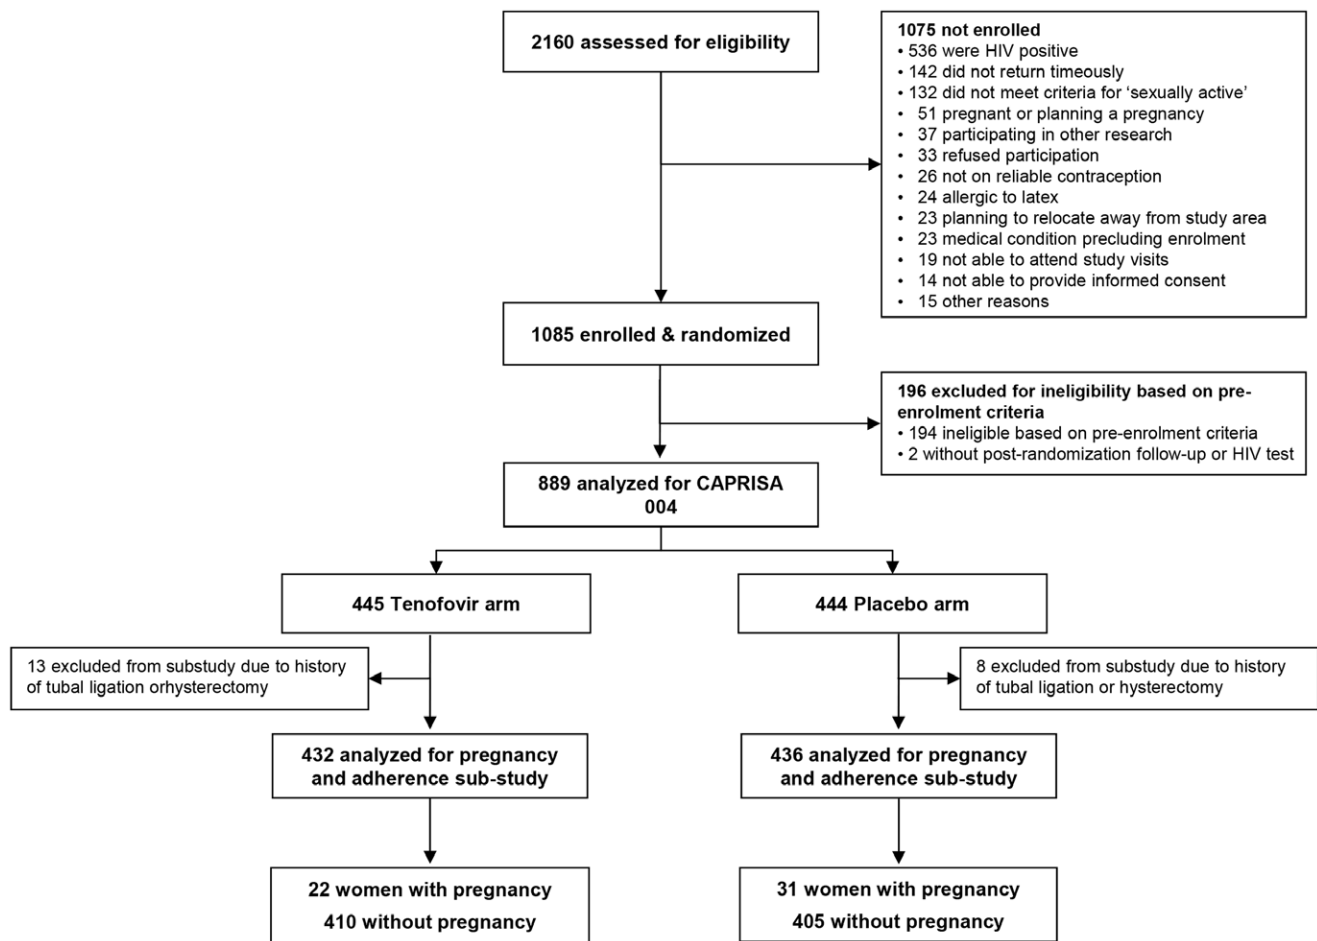 2160 assessed for eligibility
1075 not enrolled
• 536 were HIV positive
• 142 did not return timeously
• 132 did not meet criteria for ‘sexually active’
• 51 pregnant or planning a pregnancy
• 37 participating in other research
• 33 refused participation
• 26 not on reliable contraception
• 24 allergic to latex
• 23 planning to relocate away from study area
• 23 medical condition precluding enrolment
• 19 not able to attend study visits
• 14 not able to provide informed consent
• 15 other reasons
1085 enrolled & randomized
196 excluded for ineligibility based on pre-
enrolment criteria
• 194 ineligible based on pre-enrolment criteria
• 2 without post-randomization follow-up or HIV test
889 analyzed for CAPRISA
004
445 Tenofovir arm
444 Placebo arm
13 excluded from substudy due to history
of tubal ligation orhysterectomy
8 excluded from substudy due to history
of tubal ligation or hysterectomy
432 analyzed for pregnancy
and adherence sub-study
436 analyzed for pregnancy
and adherence sub-study
22 women with pregnancy
410 without pregnancy
31 women with pregnancy
405 without pregnancy